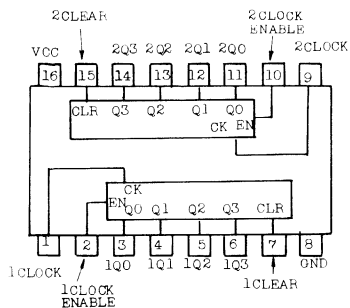 2CLEAR
2CLOCK
ENABLE
VCC 2Q3 2Q2 2Q1 2Q0 2CLOCK
16 15 14 13 12 11 10 9
CLR Q3 Q2 Q1 Q0
CK EN
CK
EN
Q0 Q1 Q2 Q3 CLR
1 2 3 4 5 6 7 8
1CLOCK 1Q0 1Q1 1Q2 1Q3 GND
1CLOCK
ENABLE
1CLEAR